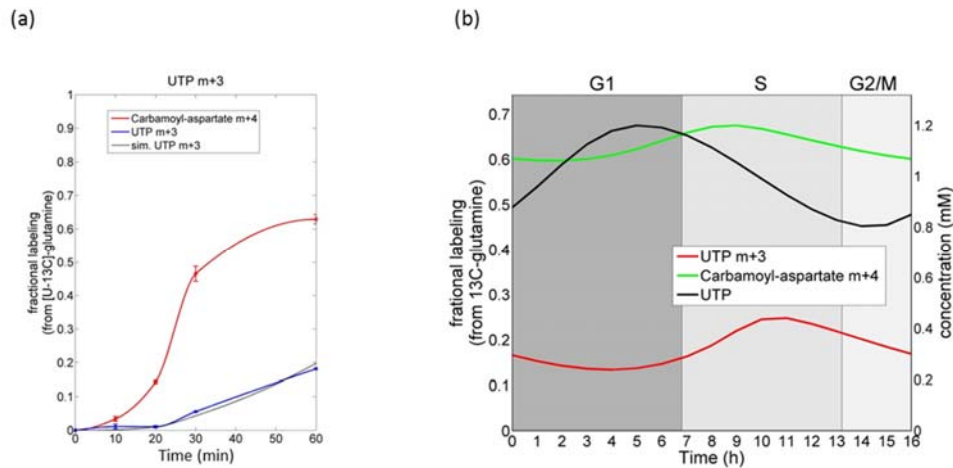 (a)
UTP m+3
1
0.9
0.8
0.7
0.6
0.5
0.4
0.3
0.2
0.1
0
Carbamoyl-aspartate m+4
UTP m+3
sim. UTP m+3
fractional labeling
(from [U-13C]-glutamine)
0 10 20 30 40 50 60
Time (min)
(b)
G1 S G2/M
0.7
0.6
0.5
0.4
0.3
0.2
0.1
0
frational labeling
(from 13C-glutamine)
UTP m+3
Carbamoyl-aspartate m+4
UTP
1.2
1
0.8
0.6
0.4
0.2
0
concentration (mM)
0 1 2 3 4 5 6 7 8 9 10 11 12 13 14 15 16
Time (h)